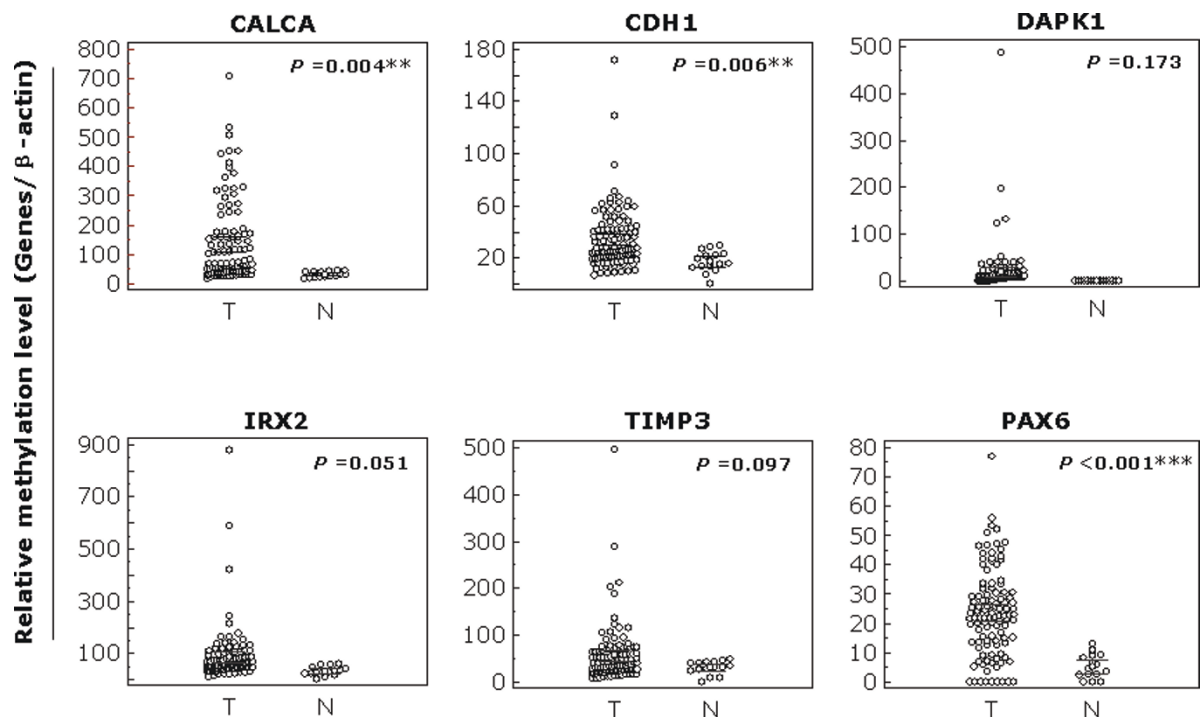 Relative methylation level (Genes/ β-actin)
CALCA
P =0.004**
800
700
600
500
400
300
200
100
0
T N
CDH1
P =0.006**
180
140
100
60
20
T N
DAPK1
P =0.173
500
400
300
200
100
0
T N
IRX2
P =0.051
900
700
500
300
100
T N
TIMP3
P =0.097
500
400
300
200
100
0
T N
PAX6
P <0.001***
80
70
60
50
40
30
20
10
0
T N